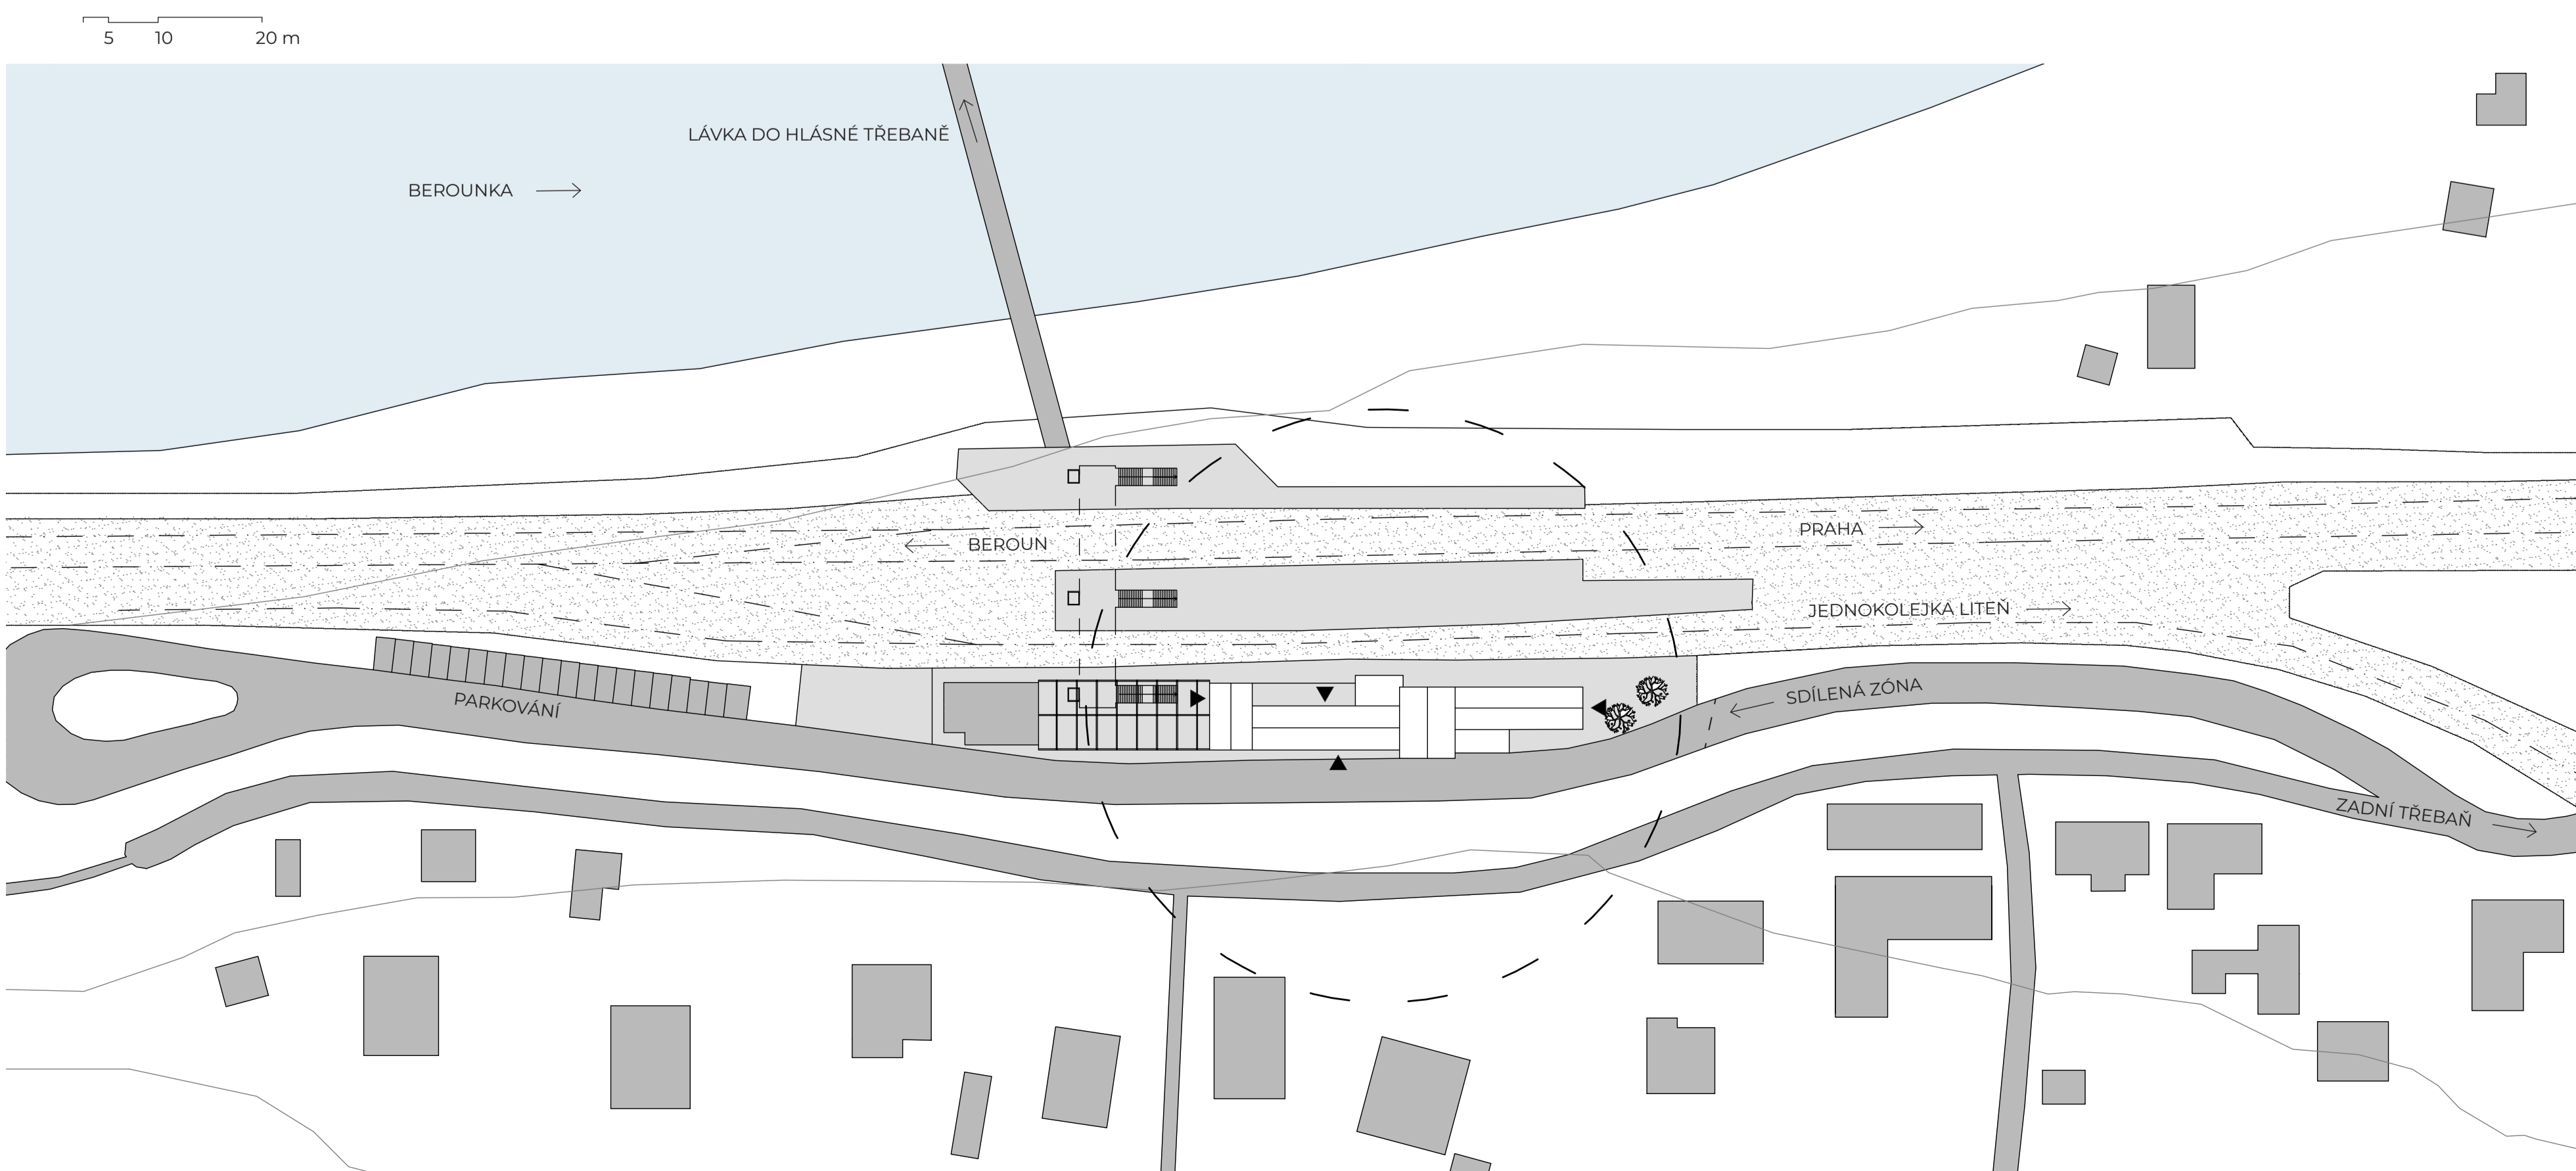 5 10 20 m
LÁVKA DO HLÁSNÉ TŘEBANĚ
BEROUNKA
PRAHA
BEROUN
JEDNOKOLEJKA LITEŇ
SDÍLENÁ ZÓNA
PARKOVÁNÍ
ZADNÍ TŘEBAŇ